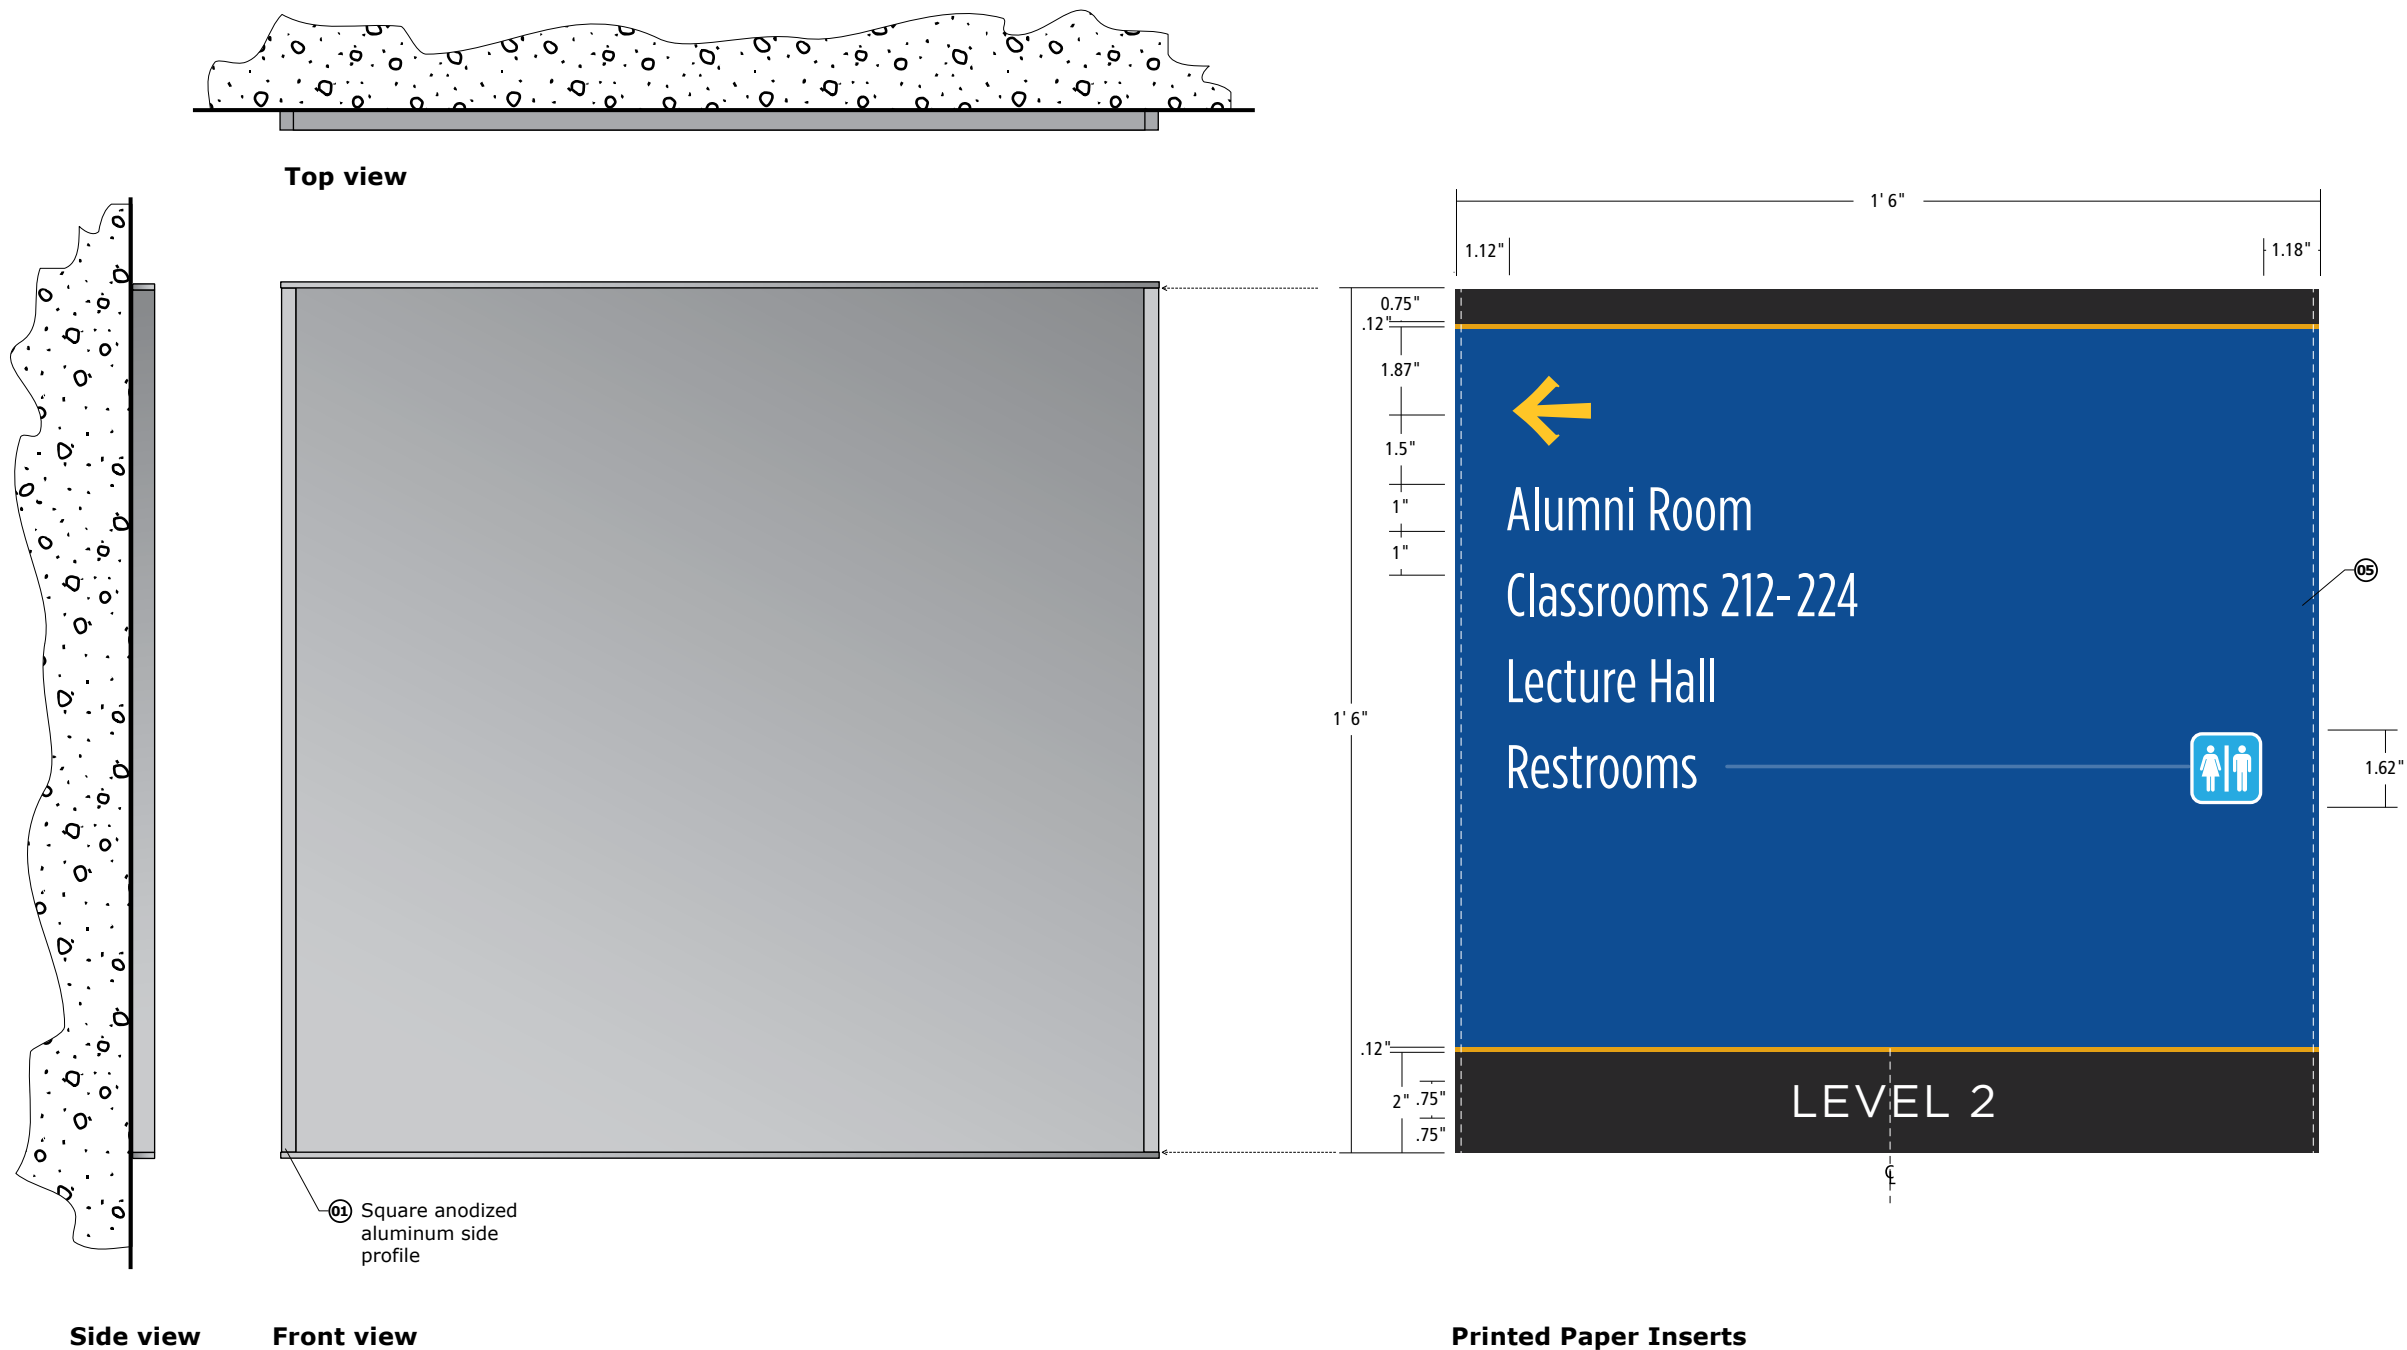 Top view
1' 6"
1.12"
1.18"
0.75"
.12"
1.87"
1.5"
1"
1"
1' 6"
Alumni Room
Classrooms 212-224
Lecture Hall
Restrooms
05
1.62"
.12"
2"
.75"
.75"
LEVEL 2
℄
01 Square anodized
aluminum side
profile
Side view
Front view
Printed Paper Inserts